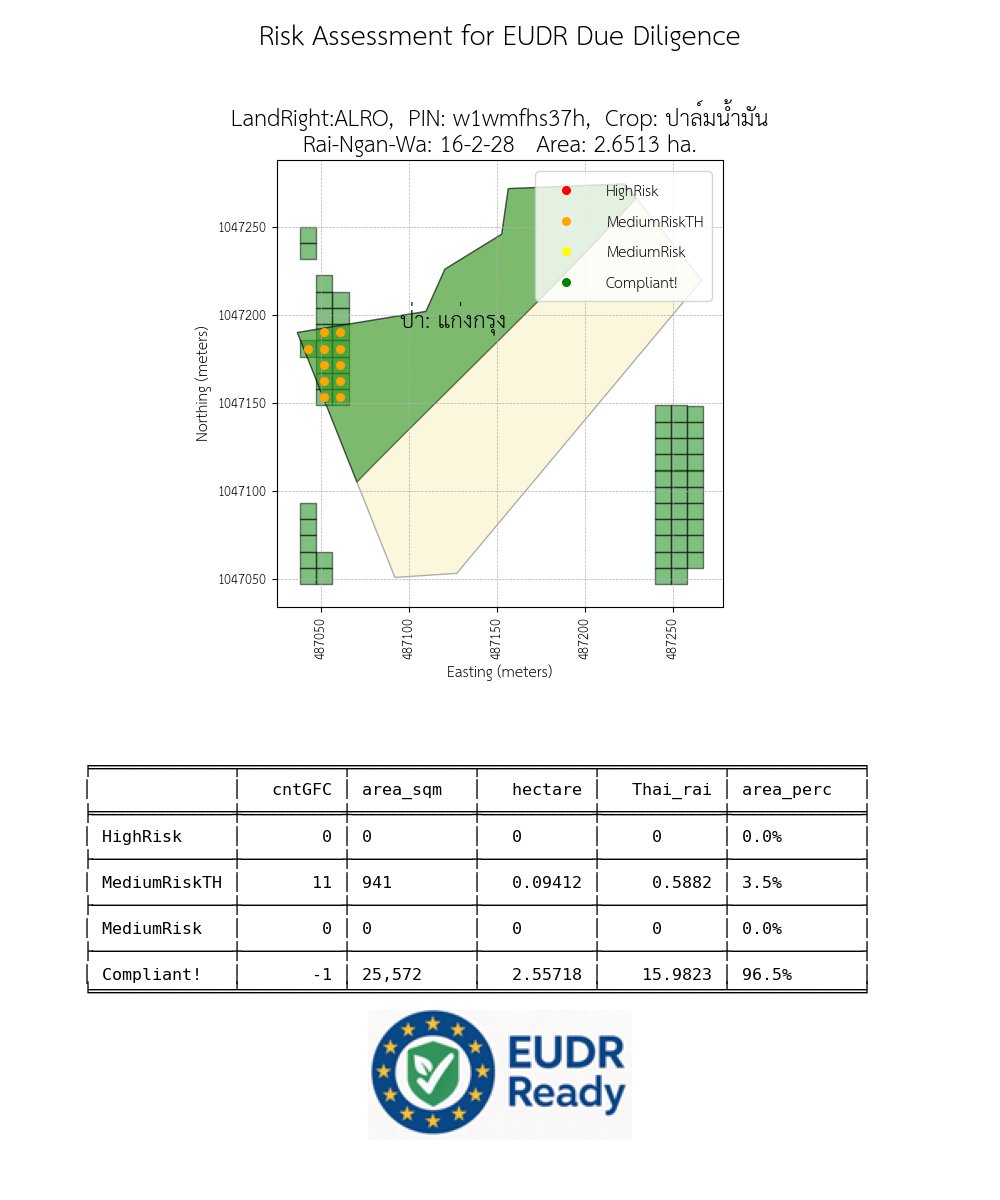 Risk Assessment for EUDR Due Diligence
LandRight:ALRO, PIN: w1wmfhs37h, Crop: ปาล์มน้ำมัน
Rai-Ngan-Wa: 16-2-28 Area: 2.6513 ha.
HighRisk
MediumRiskTH
MediumRisk
Compliant!
ป่า: แก่งกรุง
Northing (meters)
1047250
1047200
1047150
1047100
1047050
487050 487100 487150 487200 487250
Easting (meters)
cntGFC area_sqm hectare Thai_rai area_perc
HighRisk 0 0 0 0 0.0%
MediumRiskTH 11 941 0.09412 0.5882 3.5%
MediumRisk 0 0 0 0 0.0%
Compliant! -1 25,572 2.55718 15.9823 96.5%
EUDR
Ready